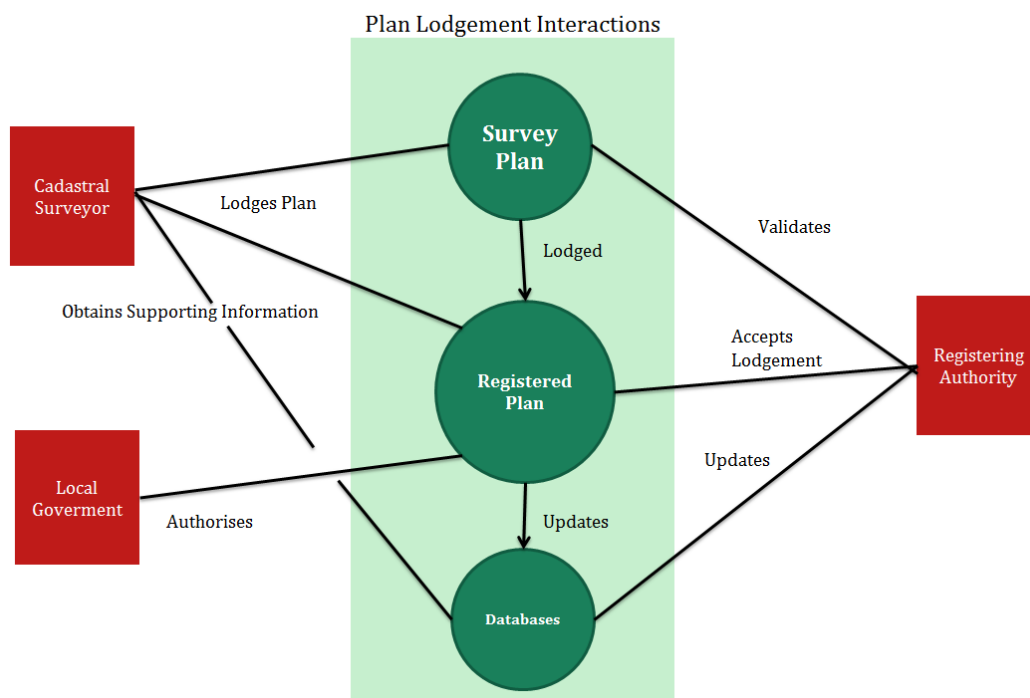 Plan Lodgement Interactions
Survey
Plan
Cadastral
Surveyor
Lodges Plan
Validates
Lodged
Obtains Supporting Information
Accepts
Lodgement
Registering
Authority
Registered
Plan
Updates
Local
Goverment
Authorises
Updates
Databases